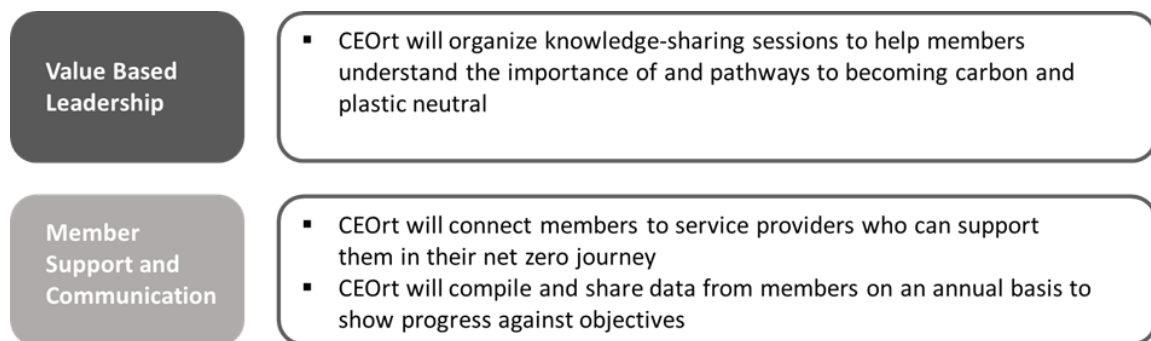 Value Based
Leadership
▪ CEOrt will organize knowledge-sharing sessions to help members
understand the importance of and pathways to becoming carbon and
plastic neutral
Member
Support and
Communication
▪ CEOrt will connect members to service providers who can support
them in their net zero journey
▪ CEOrt will compile and share data from members on an annual basis to
show progress against objectives